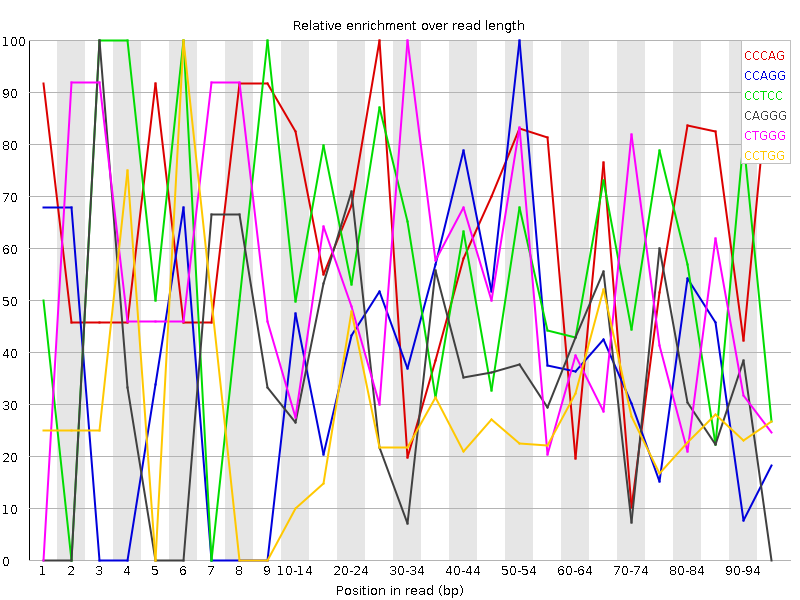 Relative enrichment over read length
100
90
80
70
60
50
40
30
20
10
0
CCCAG
CCAGG
CCTCC
CAGGG
CTGGG
CCTGG
1 2 3 4 5 6 7 8 9 10-14 20-24 30-34 40-44 50-54 60-64 70-74 80-84 90-94
Position in read (bp)